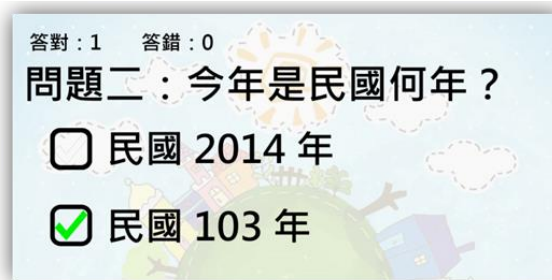 答對：1 答錯：0
問題二：今年是民國何年？
民國 2014 年
民國 103 年